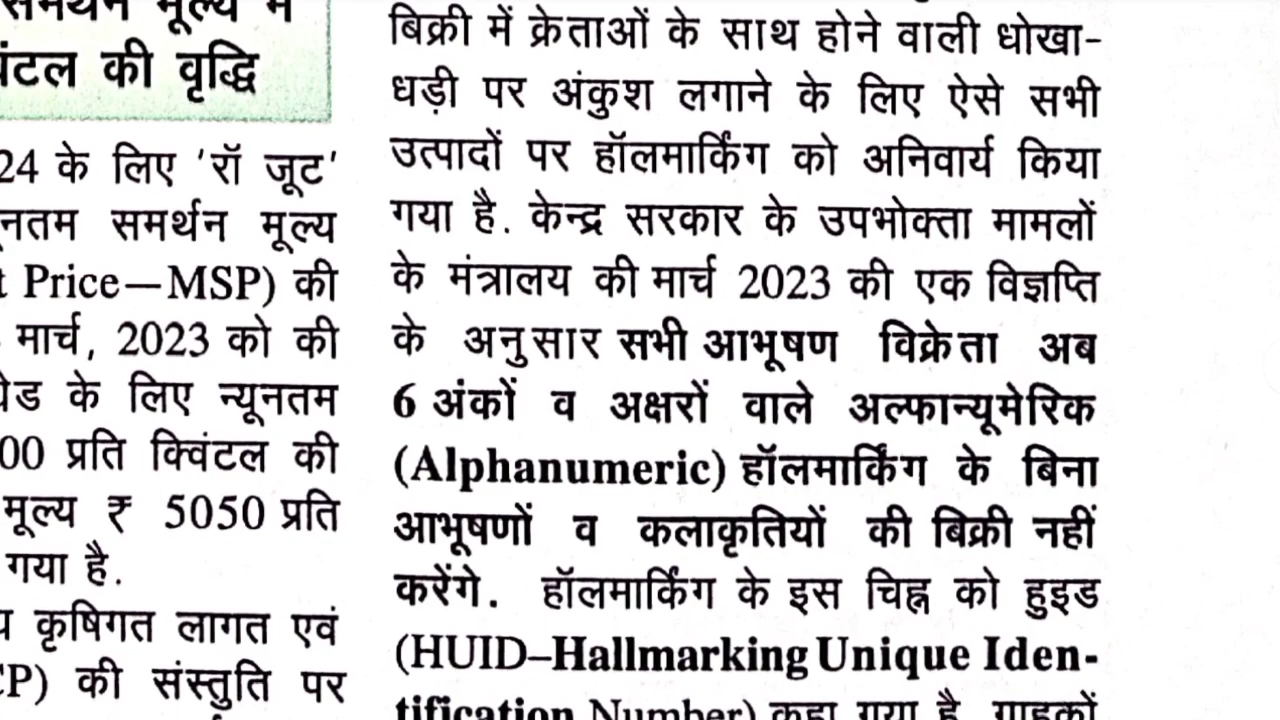 समर्थन मूल्य में
की वृद्धि
24 के लिए 'रॉ जूट'
समर्थन मूल्य
Price—MSP) की
मार्च, 2023 को की
के लिए न्यूनतम
00 प्रति क्विंटल की
मूल्य ₹ 5050 प्रति
गया है.
कृषिगत लागत एवं
की संस्तुति पर
बिक्री में क्रेताओं के साथ होने वाली धोखा-
धड़ी पर अंकुश लगाने के लिए ऐसे सभी
उत्पादों पर हॉलमार्किंग को अनिवार्य किया
गया है. केन्द्र सरकार के उपभोक्ता मामलों
के मंत्रालय की मार्च 2023 की एक विज्ञप्ति
के अनुसार सभी आभूषण विक्रेता अब
6 अंकों व अक्षरों वाले अल्फान्यूमेरिक
(Alphanumeric) हॉलमार्किंग के बिना
आभूषणों व कलाकृतियों की बिक्री नहीं
करेंगे. हॉलमार्किंग के इस चिह्न को हुइड
(HUID–Hallmarking Unique Iden-
tification Number) कहा गया है. ग्राहकों